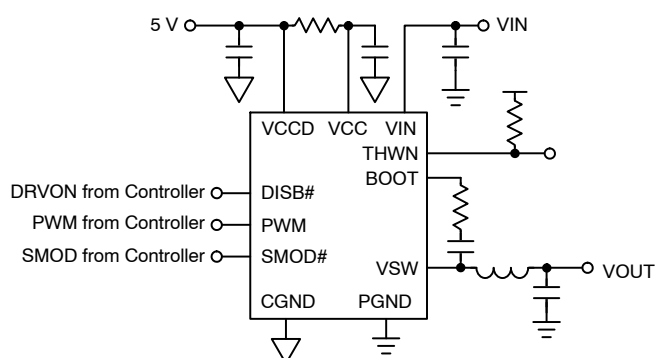 5 V
VIN
VCCD VCC VIN
THWN
BOOT
DRVON from Controller DISB#
PWM from Controller PWM
SMOD from Controller SMOD#
VSW
VOUT
CGND PGND